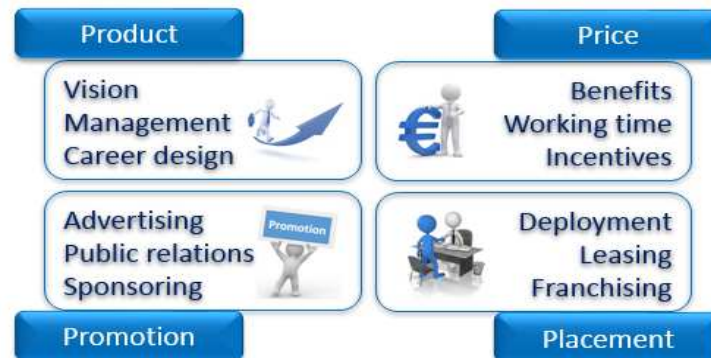 Product
Vision
Management
Career design
Price
Benefits
Working time
Incentives
Advertising
Public relations
Sponsoring
Promotion
Promotion
Deployment
Leasing
Franchising
Placement